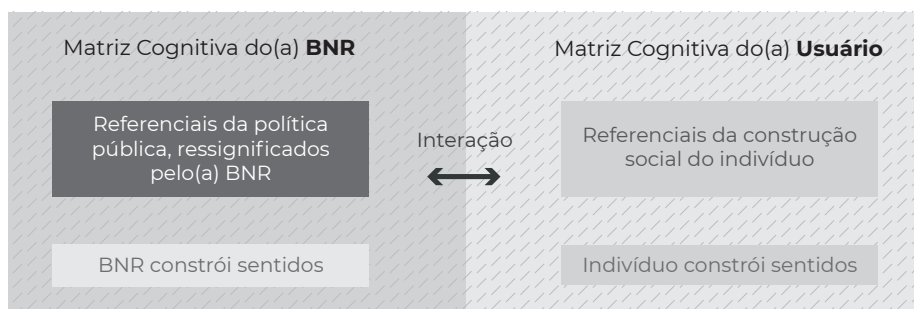 Matriz Cognitiva do(a) BNR
Referenciais da política
pública, ressignificados
pelo(a) BNR
BNR constrói sentidos
Interação
Matriz Cognitiva do(a) Usuário
Referenciais da construção
social do indivíduo
Indivíduo constrói sentidos